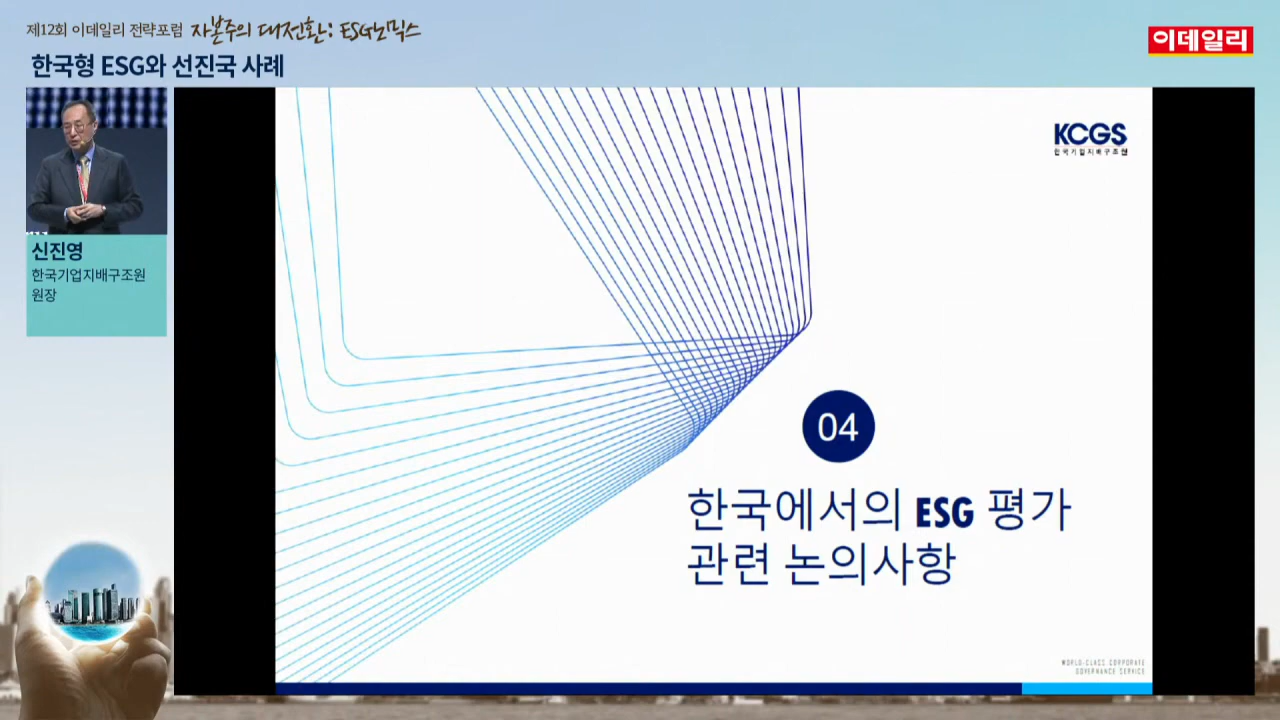 제12회 이데일리 전략포럼 자본주의 대전환: ESG노믹스
이데일리
한국형 ESG와 선진국 사례
KCGS
한국기업지배구조원
신진영
한국기업지배구조원
원장
04
한국에서의 ESG 평가
관련 논의사항
WORLD-CLASS CORPORATE
GOVERNANCE SERVICE